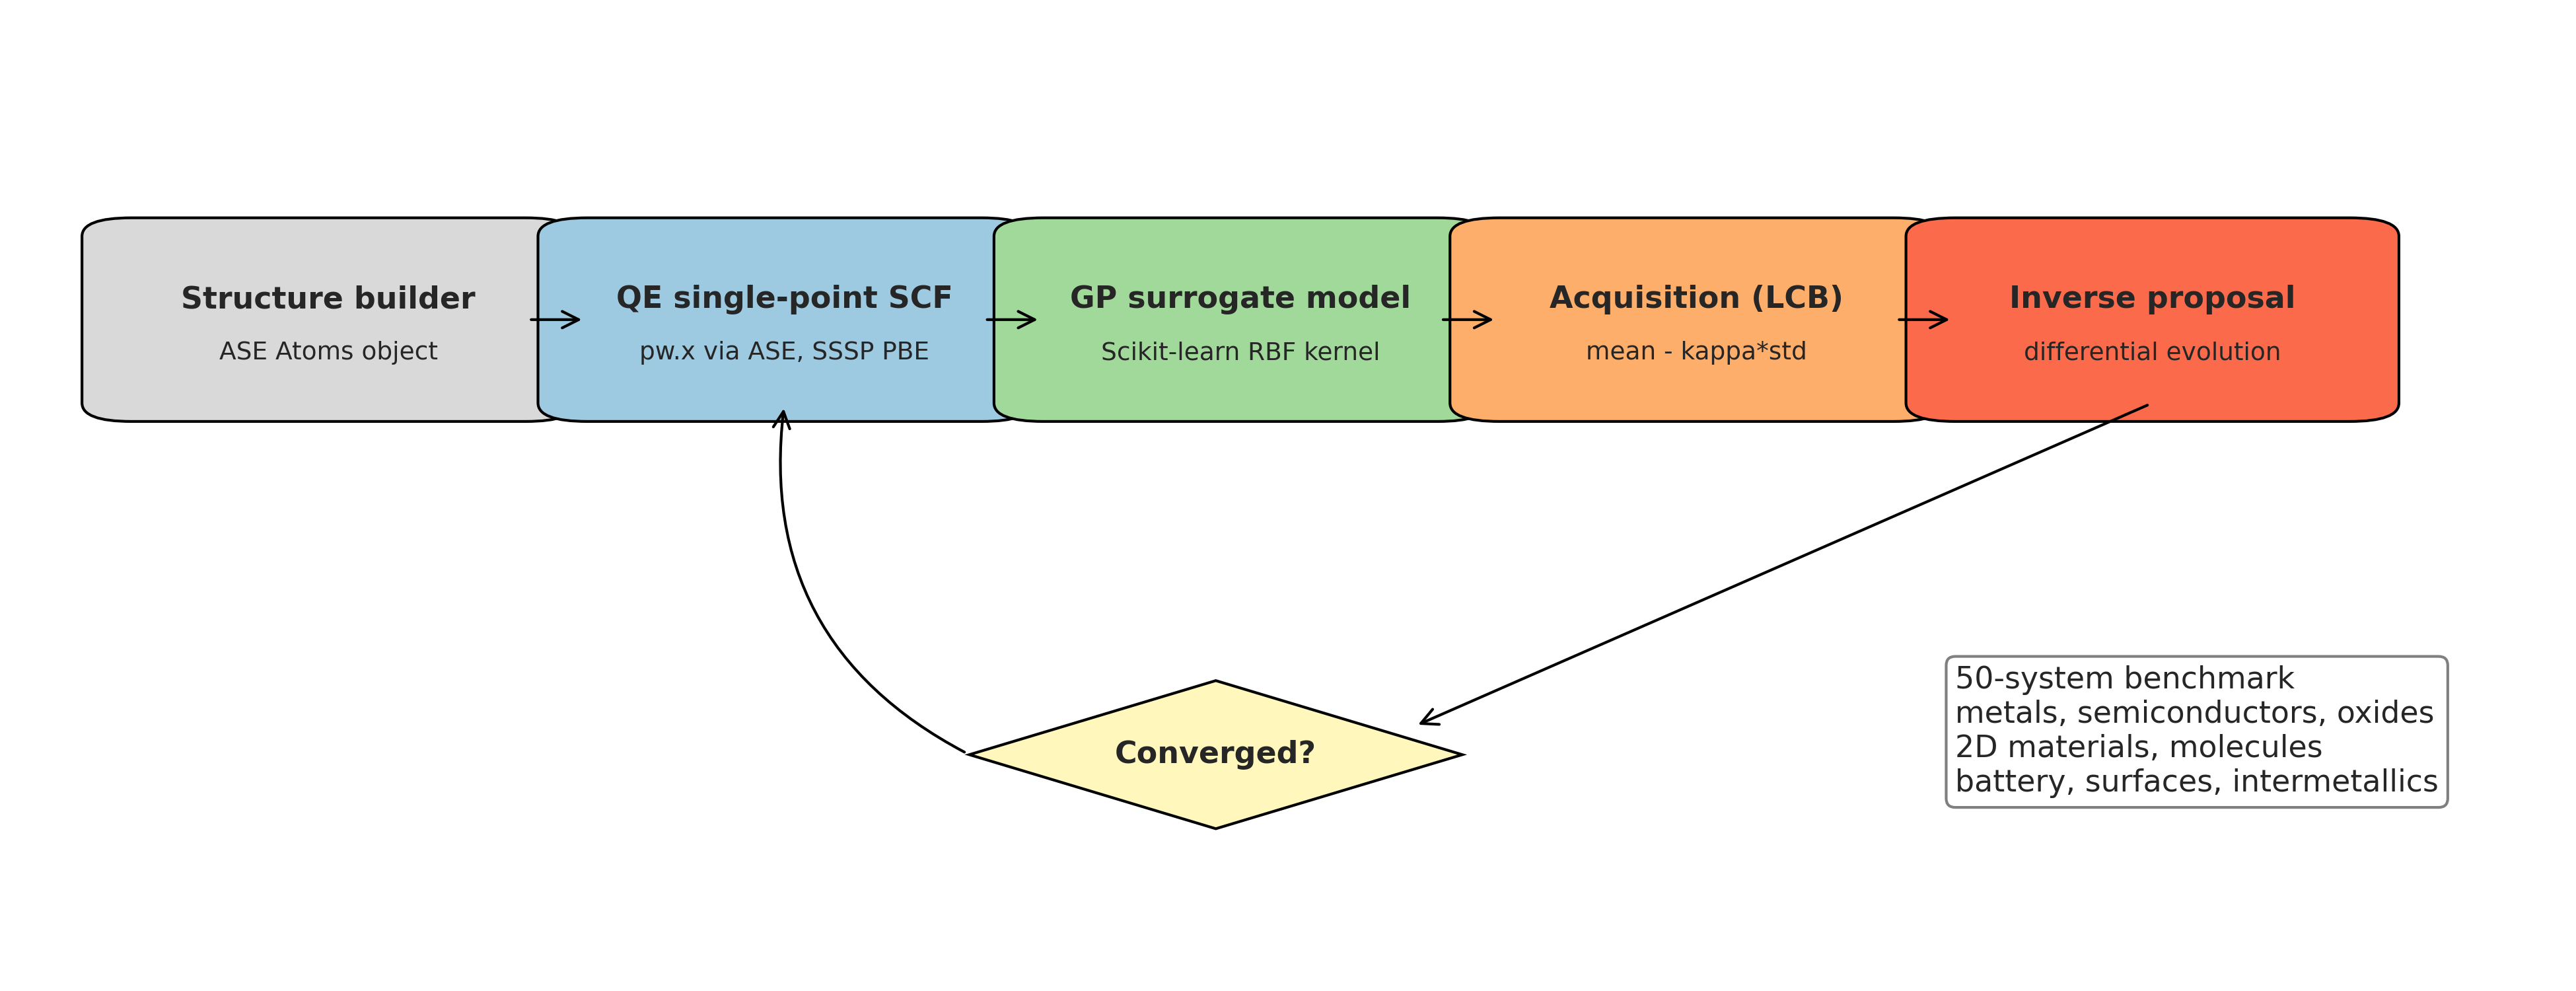 Structure builder
ASE Atoms object
QE single-point SCF
pw.x via ASE, SSSP PBE
GP surrogate model
Scikit-learn RBF kernel
Acquisition (LCB)
mean - kappa*std
Inverse proposal
differential evolution
Converged?
50-system benchmark
metals, semiconductors, oxides
2D materials, molecules
battery, surfaces, intermetallics